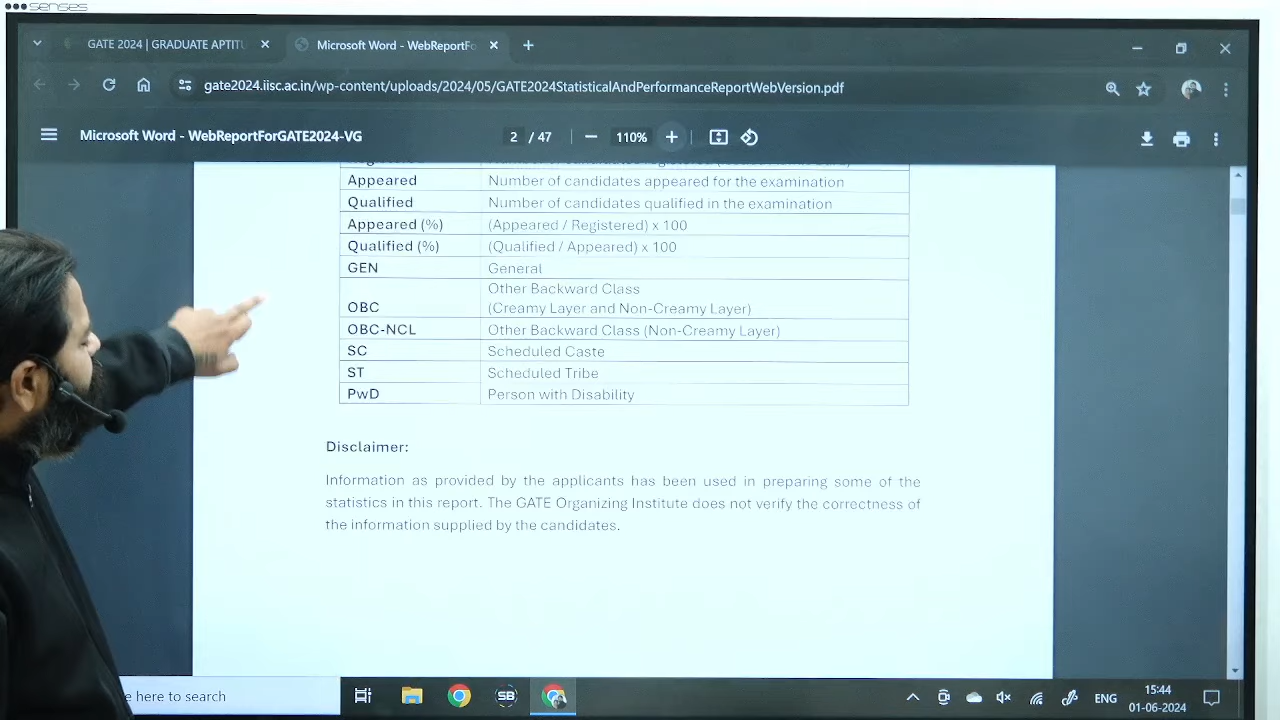 senses
GATE 2024 | GRADUATE APTITU
Microsoft Word - WebReportFo
gate2024.iisc.ac.in/wp-content/uploads/2024/05/GATE2024StatisticalAndPerformanceReportWebVersion.pdf
Microsoft Word - WebReportForGATE2024-VG
2 / 47
110%
Appeared Number of candidates appeared for the examination
Qualified Number of candidates qualified in the examination
Appeared (%) (Appeared / Registered) x 100
Qualified (%) (Qualified / Appeared) x 100
GEN General
Other Backward Class
OBC (Creamy Layer and Non-Creamy Layer)
OBC-NCL Other Backward Class (Non-Creamy Layer)
SC Scheduled Caste
ST Scheduled Tribe
PwD Person with Disability
Disclaimer:
Information as provided by the applicants has been used in preparing some of the
statistics in this report. The GATE Organizing Institute does not verify the correctness of
the information supplied by the candidates.
e here to search
SB
ENG
15:44
01-06-2024